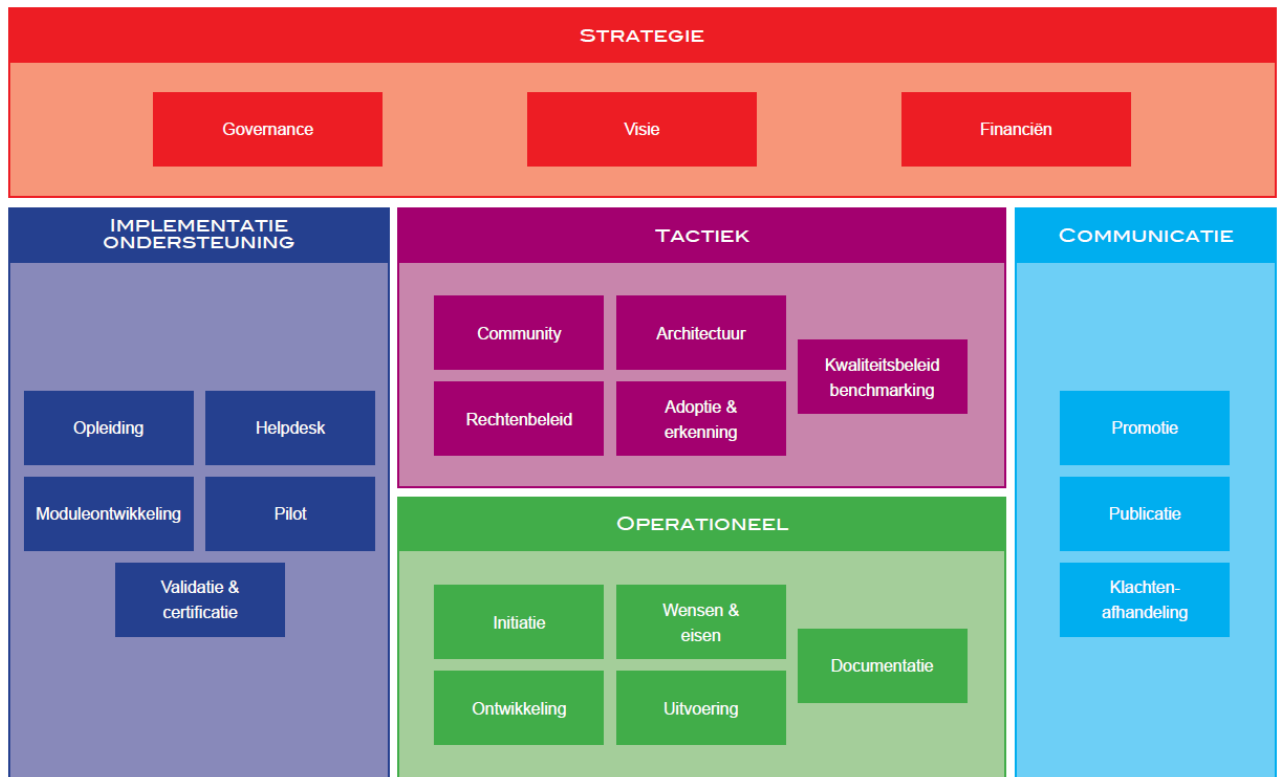 STRATEGIE
Governance
Visie
Financiën
IMPLEMENTATIE
ONDERSTEUNING
Opleiding
Helpdesk
Moduleontwikkeling
Pilot
Validatie &
certificatie
TACTIEK
Community
Architectuur
Rechtenbeleid
Adoptie &
erkenning
Kwaliteitsbeleid
benchmarking
OPERATIONEEL
Initiatie
Wensen &
eisen
Ontwikkeling
Uitvoering
Documentatie
COMMUNICATIE
Promotie
Publicatie
Klachten-
afhandeling